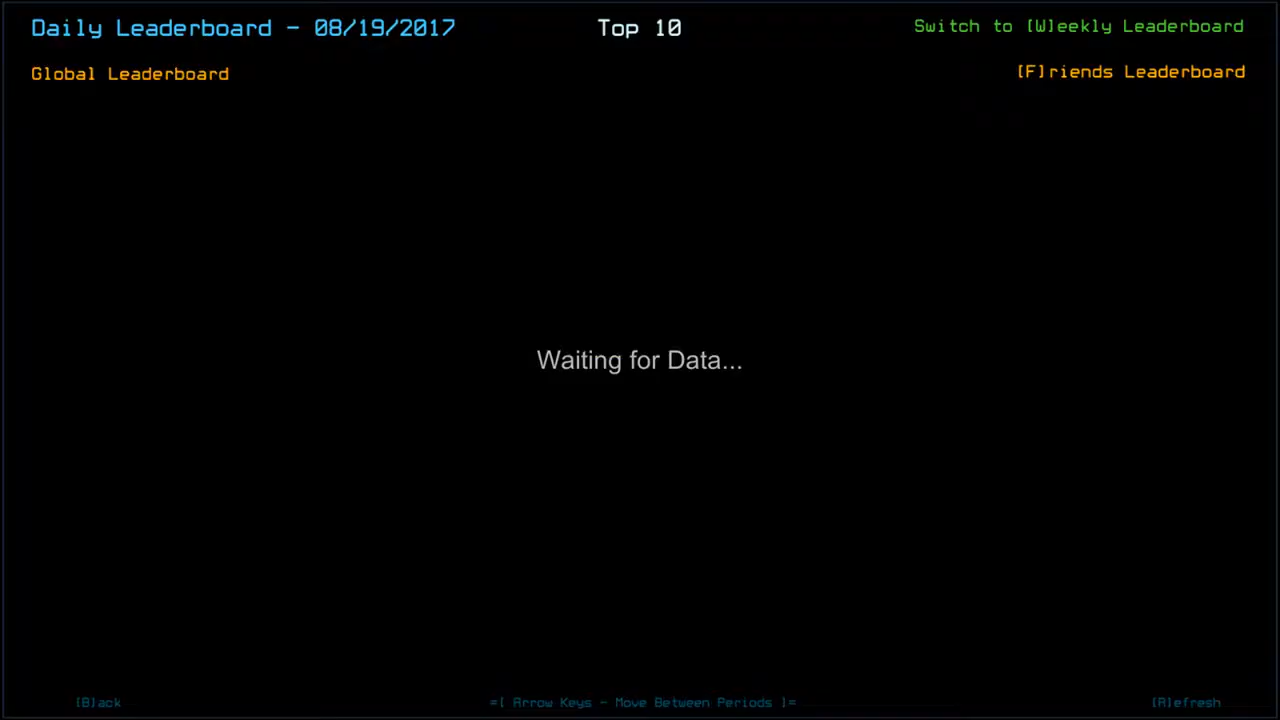 Daily Leaderboard - 08/19/2017
Top 10
Switch to [W]eekly Leaderboard
Global Leaderboard
[F]riends Leaderboard
Waiting for Data...
[B]ack
=[ Arrow Keys - Move Between Periods ]=
[R]efresh